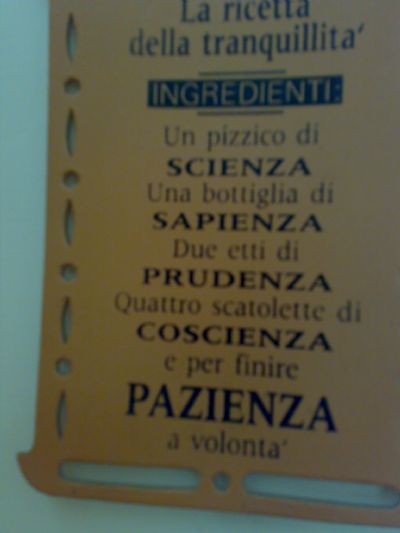 La ricetta
della tranquillita'
INGREDIENTI:
Un pizzico di
SCIENZA
Una bottiglia di
SAPIENZA
Due etti di
PRUDENZA
Quattro scatolette di
COSCIENZA
e per finire
PAZIENZA
a volonta'